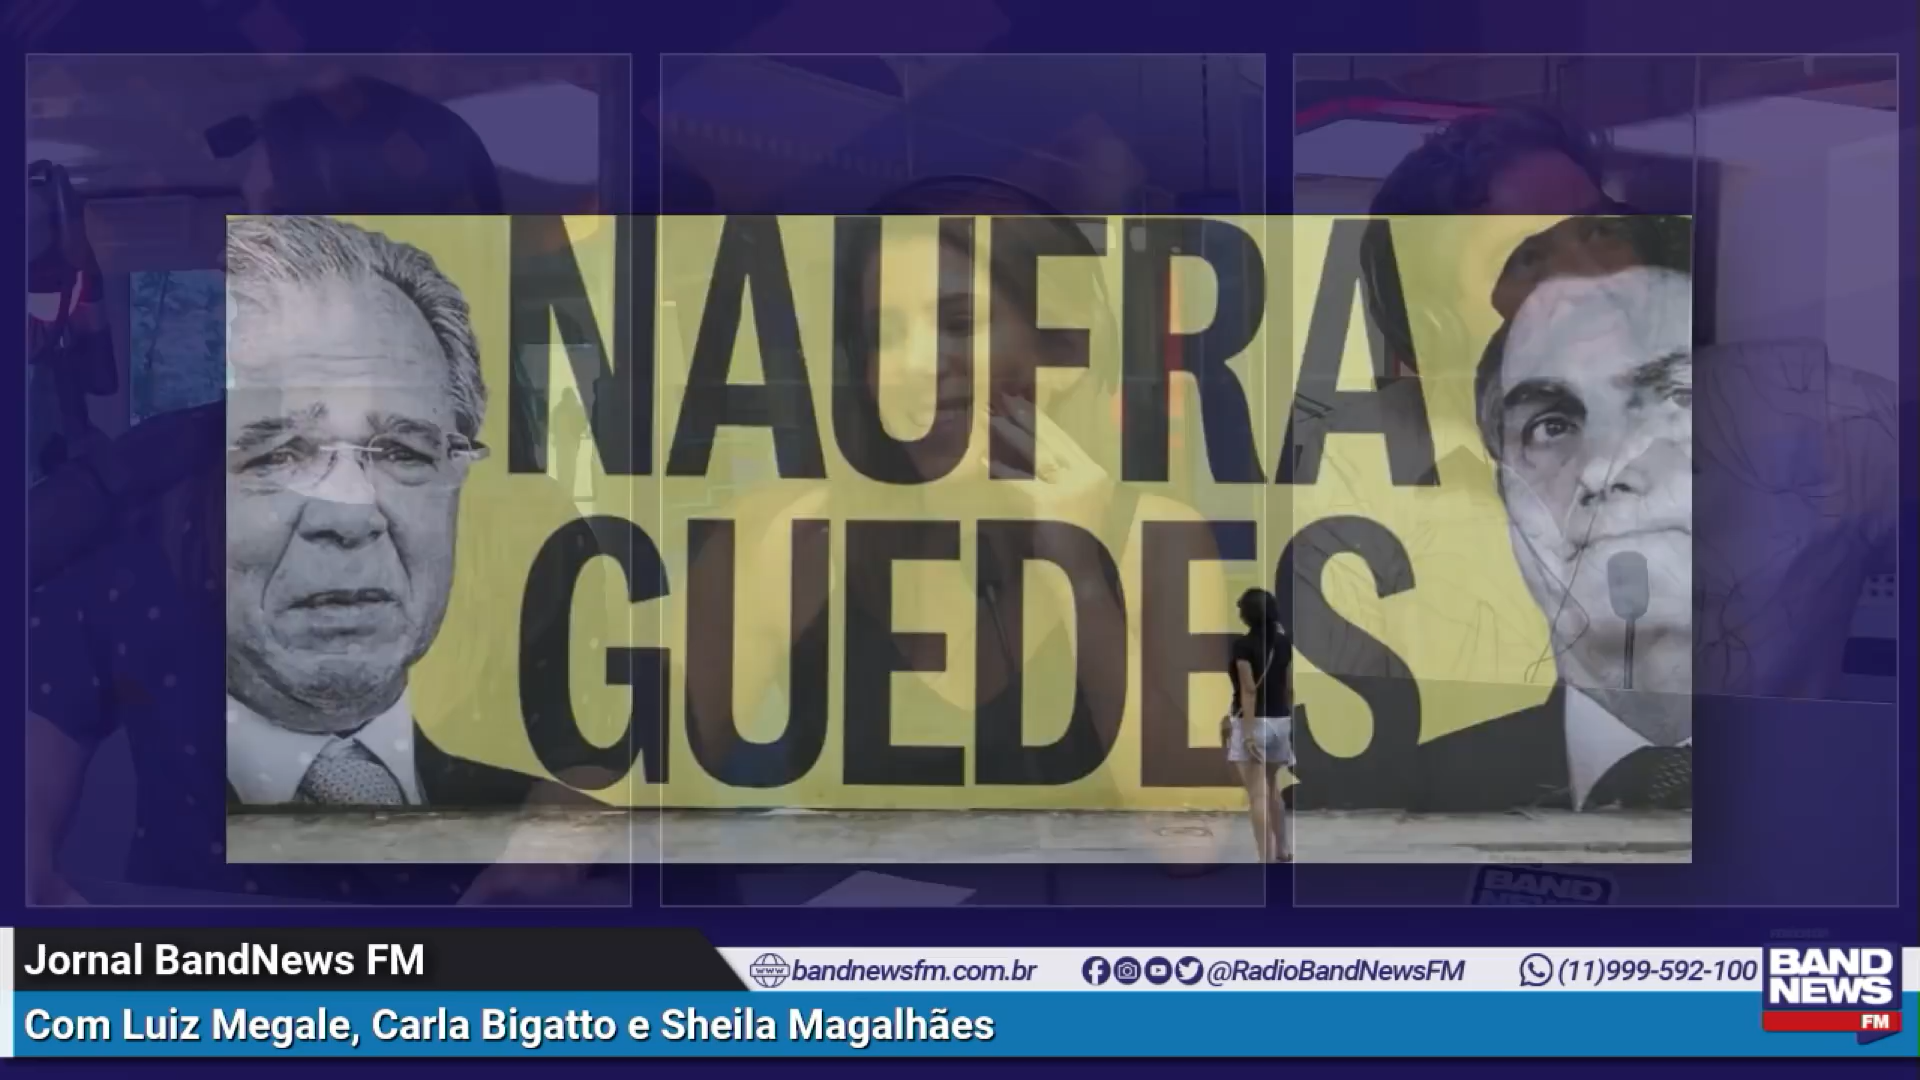 NAUFRA
GUEDES
BAND
Jornal BandNews FM
bandnewsfm.com.br
@RadioBandNewsFM
(11)999-592-100
Com Luiz Megale, Carla Bigatto e Sheila Magalhães
BAND
NEWS
FM